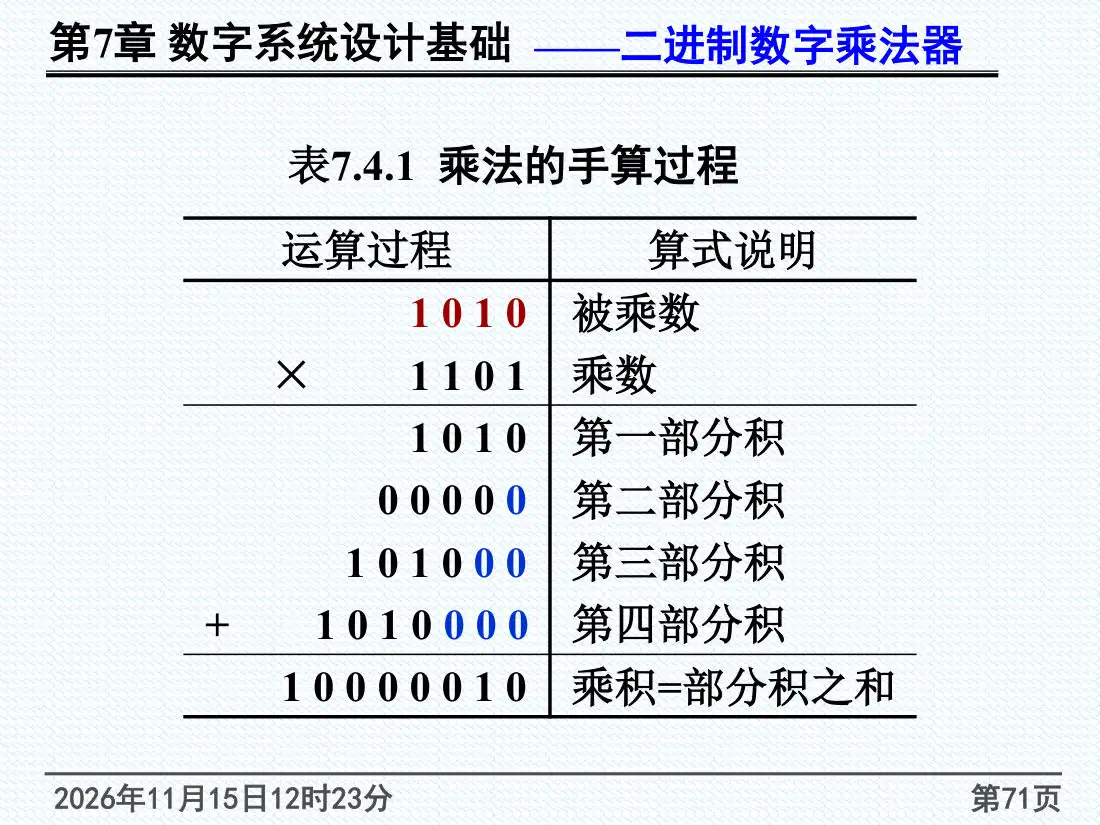 第7章 数字系统设计基础 ——二进制数字乘法器
表7.4.1 乘法的手算过程
运算过程 算式说明
1 0 1 0 被乘数
× 1 1 0 1 乘数
1 0 1 0 第一部分积
0 0 0 0 0 第二部分积
1 0 1 0 0 0 第三部分积
+ 1 0 1 0 0 0 0 第四部分积
1 0 0 0 0 0 1 0 乘积=部分积之和
2026年11月15日12时23分 第71页